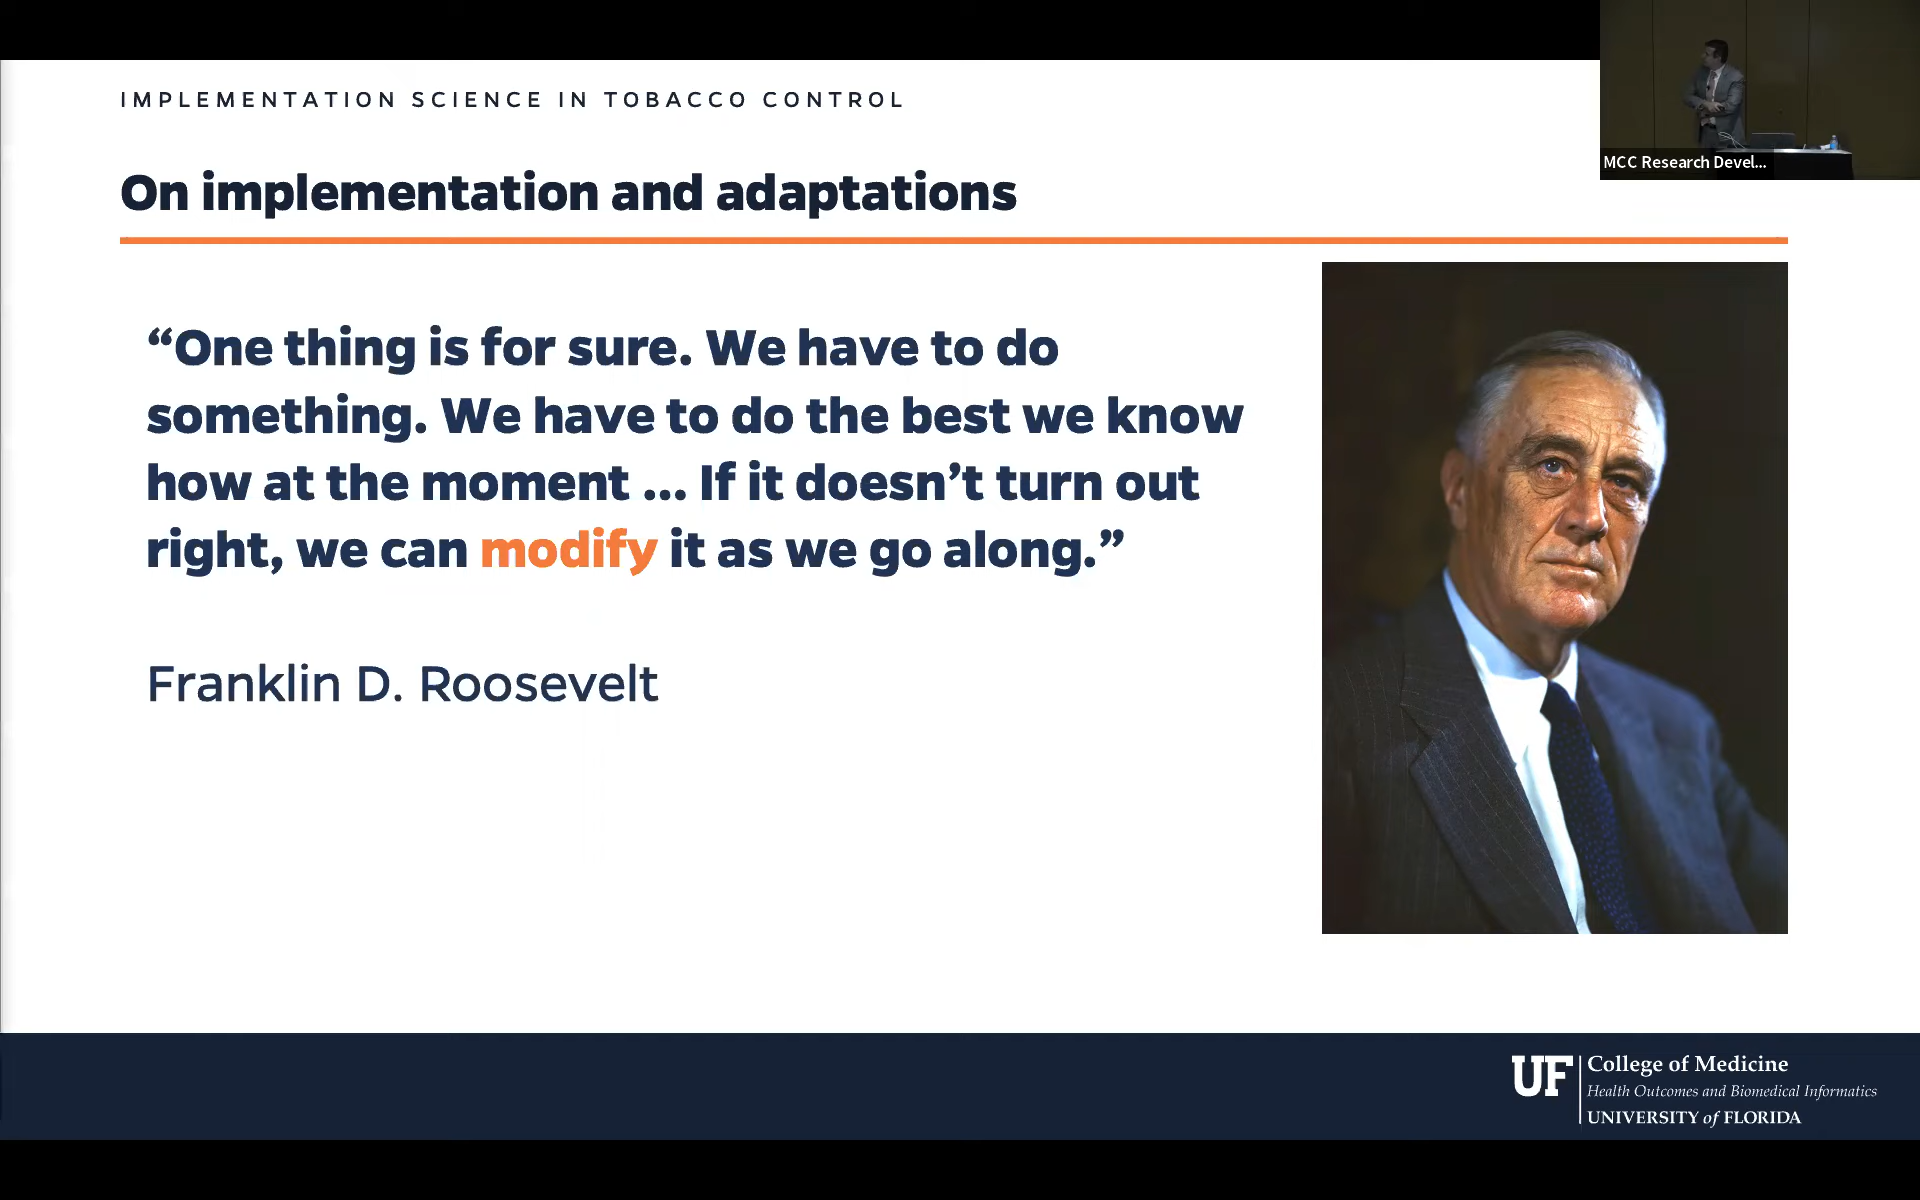 IMPLEMENTATION SCIENCE IN TOBACCO CONTROL
MCC Research Devel...
On implementation and adaptations
“One thing is for sure. We have to do
something. We have to do the best we know
how at the moment ... If it doesn’t turn out
right, we can modify it as we go along.”
Franklin D. Roosevelt
UF
College of Medicine
Health Outcomes and Biomedical Informatics
UNIVERSITY of FLORIDA